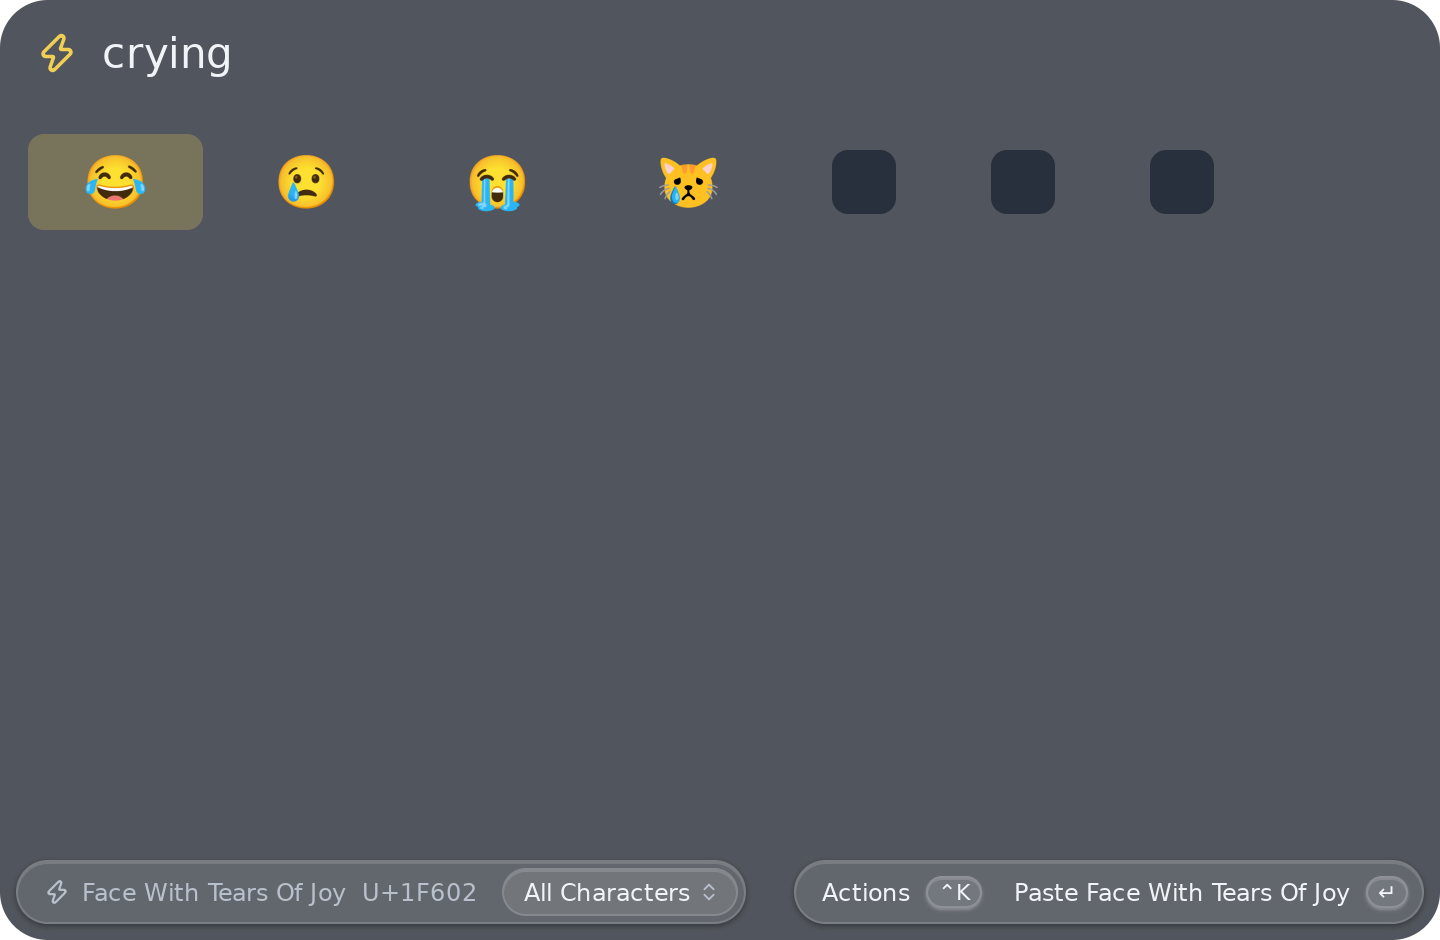 crying
😂 😢 😭 😿
Face With Tears Of Joy U+1F602 All Characters Actions ^K Paste Face With Tears Of Joy ↵